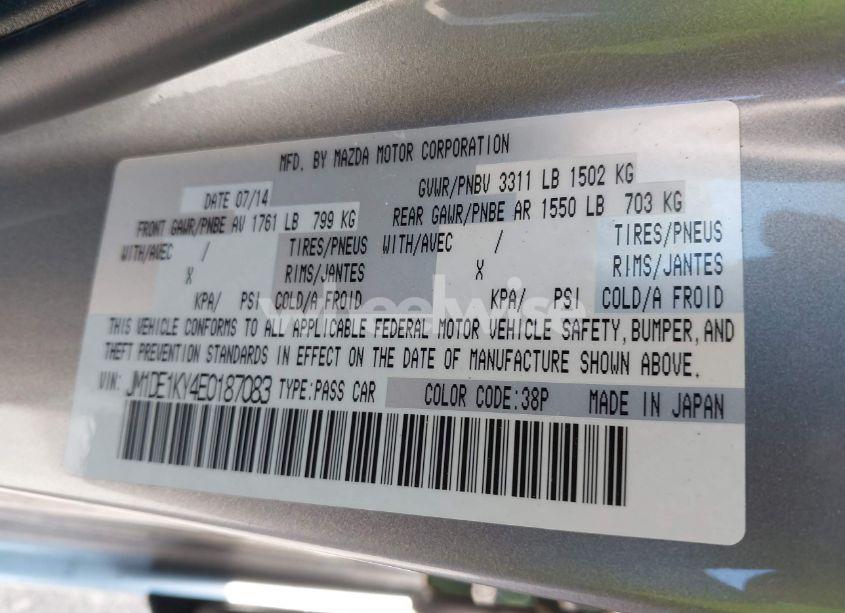 MFD. BY MAZDA MOTOR CORPORATION
DATE 07/14 GVWR/PNBV 3311 LB 1502 KG
FRONT GAWR/PNBE AV 1761 LB 799 KG REAR GAWR/PNBE AR 1550 LB 703 KG
WITH/AVEC / TIRES/PNEUS WITH/AVEC / TIRES/PNEUS
X RIMS/JANTES X RIMS/JANTES
KPA/ PSI COLD/A FROID KPA/ PSI COLD/A FROID
wheelwise
THIS VEHICLE CONFORMS TO ALL APPLICABLE FEDERAL MOTOR VEHICLE SAFETY, BUMPER, AND
THEFT PREVENTION STANDARDS IN EFFECT ON THE DATE OF MANUFACTURE SHOWN ABOVE.
VIN: JM1DE1KY4E0187083 TYPE:PASS CAR COLOR CODE:38P MADE IN JAPAN